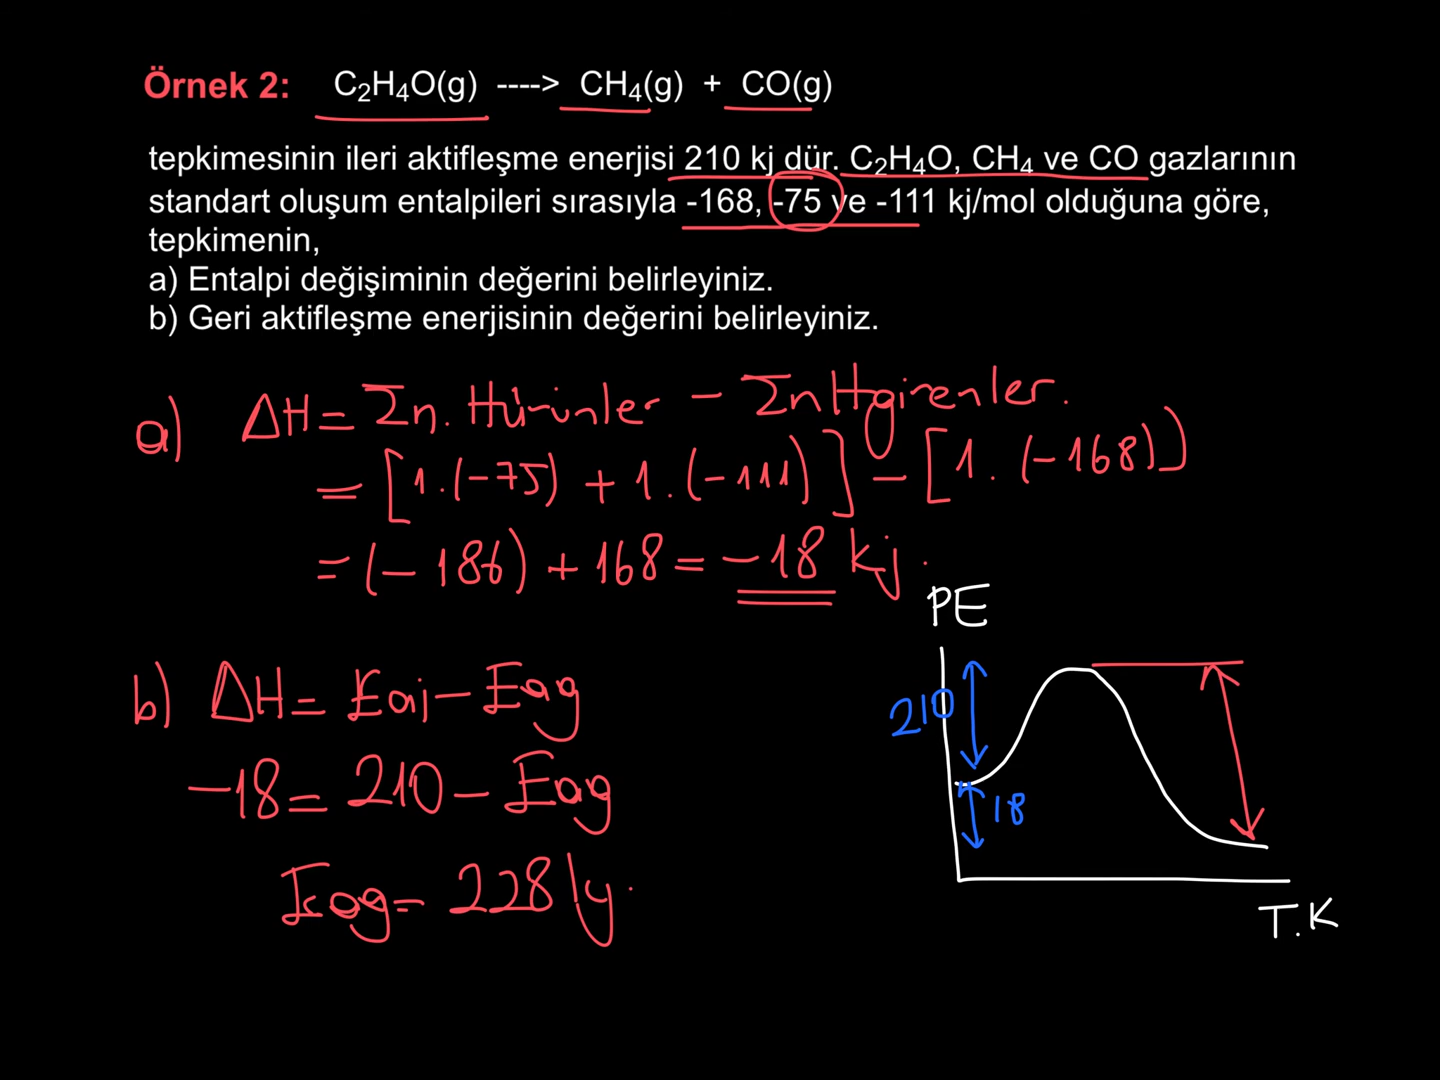 Örnek 2: C₂H₄O(g) ----> CH₄(g) + CO(g)
tepkimesinin ileri aktifleşme enerjisi 210 kj dür. C₂H₄O, CH₄ ve CO gazlarının
standart oluşum entalpileri sırasıyla -168, -75 ve -111 kj/mol olduğuna göre,
tepkimenin,
a) Entalpi değişiminin değerini belirleyiniz.
b) Geri aktifleşme enerjisinin değerini belirleyiniz.
a) ΔH = Σn. Hürünler - ΣnHgirenler.
= [1.(-75) + 1.(-111)] - [1. (-168)]
= (-186) + 168 = -18 kj.
b) ΔH = Eai - Eag
-18 = 210 - Eag
Eag = 228 kj.
PE
210
18
T.K